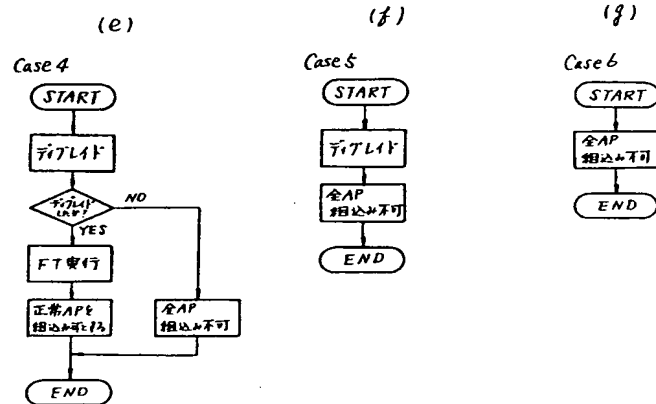 (e)
Case 4
START
ディグレイド
ディグレイド
したか?
NO
YES
FT実行
正常APを
組込み可とする
全AP
組込み不可
END
(f)
Case 5
START
ディグレイド
全AP
組込み不可
END
(g)
Case 6
START
全AP
組込み不可
END